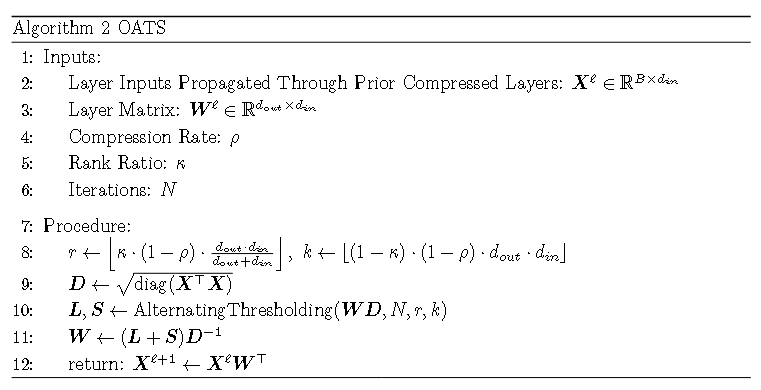 Algorithm 2 OATS
1: Inputs:
2: Layer Inputs Propagated Through Prior Compressed Layers: $\boldsymbol{X}^{\ell} \in \mathbb{R}^{B \times d_{in}}$
3: Layer Matrix: $\boldsymbol{W}^{\ell} \in \mathbb{R}^{d_{out} \times d_{in}}$
4: Compression Rate: $\rho$
5: Rank Ratio: $\kappa$
6: Iterations: $N$
7: Procedure:
8: $r \leftarrow \left\lfloor \kappa \cdot (1 - \rho) \cdot \frac{d_{out} \cdot d_{in}}{d_{out} + d_{in}} \right\rfloor, \; k \leftarrow \lfloor (1 - \kappa) \cdot (1 - \rho) \cdot d_{out} \cdot d_{in} \rfloor$
9: $\boldsymbol{D} \leftarrow \sqrt{\mathrm{diag}(\boldsymbol{X}^{\top} \boldsymbol{X})}$
10: $\boldsymbol{L}, \boldsymbol{S} \leftarrow \text{AlternatingThresholding}(\boldsymbol{W}\boldsymbol{D}, N, r, k)$
11: $\boldsymbol{W} \leftarrow (\boldsymbol{L} + \boldsymbol{S})\boldsymbol{D}^{-1}$
12: return: $\boldsymbol{X}^{\ell+1} \leftarrow \boldsymbol{X}^{\ell} \boldsymbol{W}^{\top}$